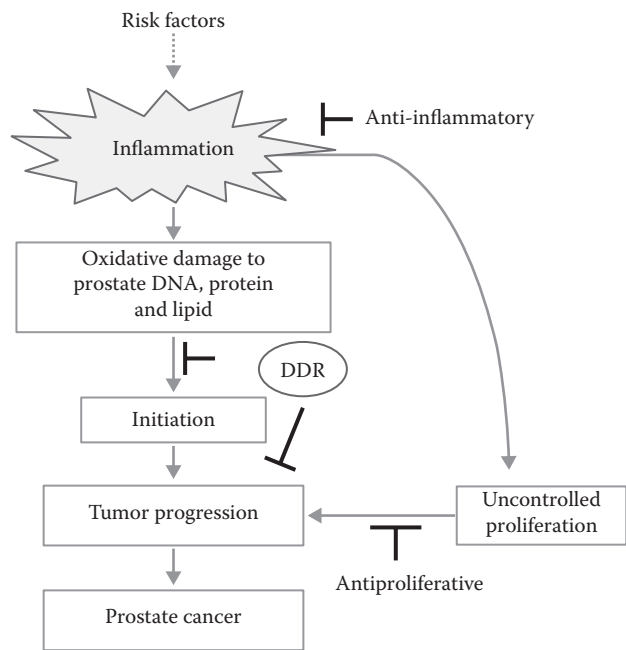 Risk factors
Anti-inflammatory
Inflammation
Oxidative damage to
prostate DNA, protein
and lipid
DDR
Initiation
Tumor progression
Uncontrolled
proliferation
Antiproliferative
Prostate cancer